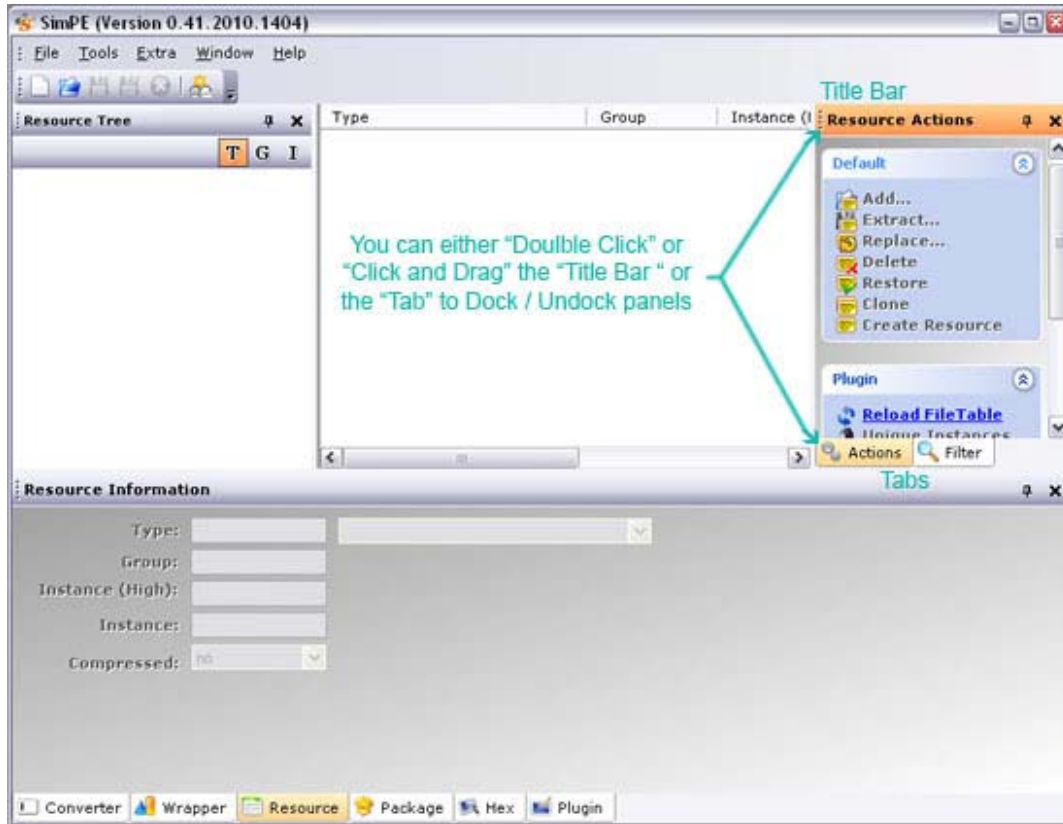 SimPE (Version 0.41.2010.1404)
File Tools Extra Window Help
Title Bar
Resource Tree
Type Group Instance (
Resource Actions
T G I
Default
Add...
Extract...
Replace...
Delete
Restore
Clone
Create Resource
You can either “Doulble Click” or
“Click and Drag” the “Title Bar “ or
the “Tab” to Dock / Undock panels
Plugin
Reload FileTable
Unique Instances
Actions Filter
Tabs
Resource Information
Type:
Group:
Instance (High):
Instance:
Compressed: no
Converter Wrapper Resource Package Hex Plugin